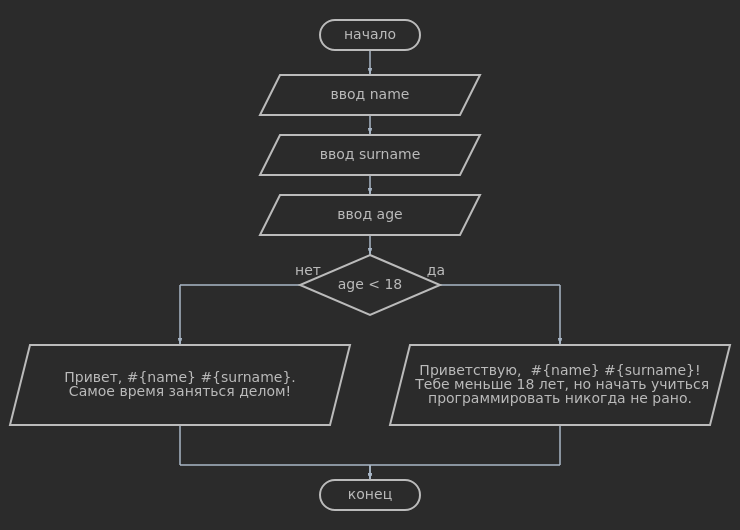 начало
ввод name
ввод surname
ввод age
нет
age < 18
да
Привет, #{name} #{surname}.
Самое время заняться делом!
Приветствую,  #{name} #{surname}!
Тебе меньше 18 лет, но начать учиться
программировать никогда не рано.
конец